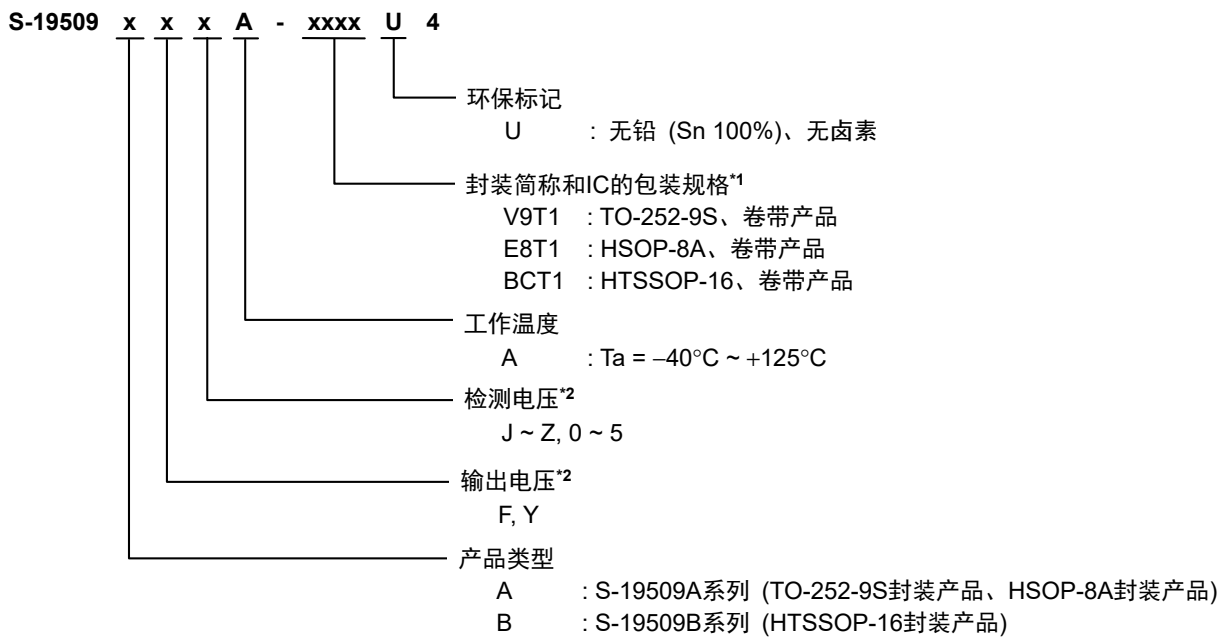 S-19509 x x x A - xxxx U 4
环保标记
U : 无铅 (Sn 100%)、无卤素
封装简称和IC的包装规格*1
V9T1 : TO-252-9S、卷带产品
E8T1 : HSOP-8A、卷带产品
BCT1 : HTSSOP-16、卷带产品
工作温度
A : Ta = −40°C ~ +125°C
检测电压*2
J ~ Z, 0 ~ 5
输出电压*2
F, Y
产品类型
A : S-19509A系列 (TO-252-9S封装产品、HSOP-8A封装产品)
B : S-19509B系列 (HTSSOP-16封装产品)